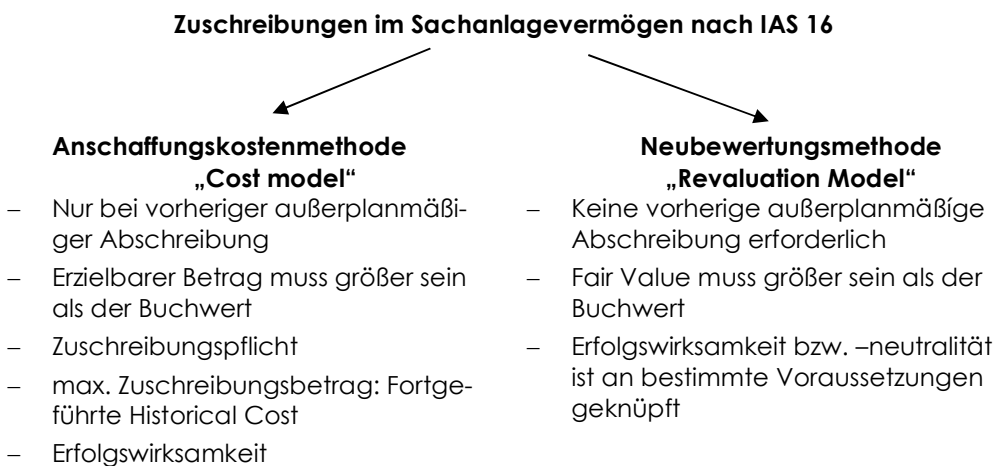 Zuschreibungen im Sachanlagevermögen nach IAS 16
Anschaffungskostenmethode
„Cost model“
– Nur bei vorheriger außerplanmäßi-
ger Abschreibung
– Erzielbarer Betrag muss größer sein
als der Buchwert
– Zuschreibungspflicht
– max. Zuschreibungsbetrag: Fortge-
führte Historical Cost
– Erfolgswirksamkeit
Neubewertungsmethode
„Revaluation Model“
– Keine vorherige außerplanmäßíge
Abschreibung erforderlich
– Fair Value muss größer sein als der
Buchwert
– Erfolgswirksamkeit bzw. –neutralität
ist an bestimmte Voraussetzungen
geknüpft